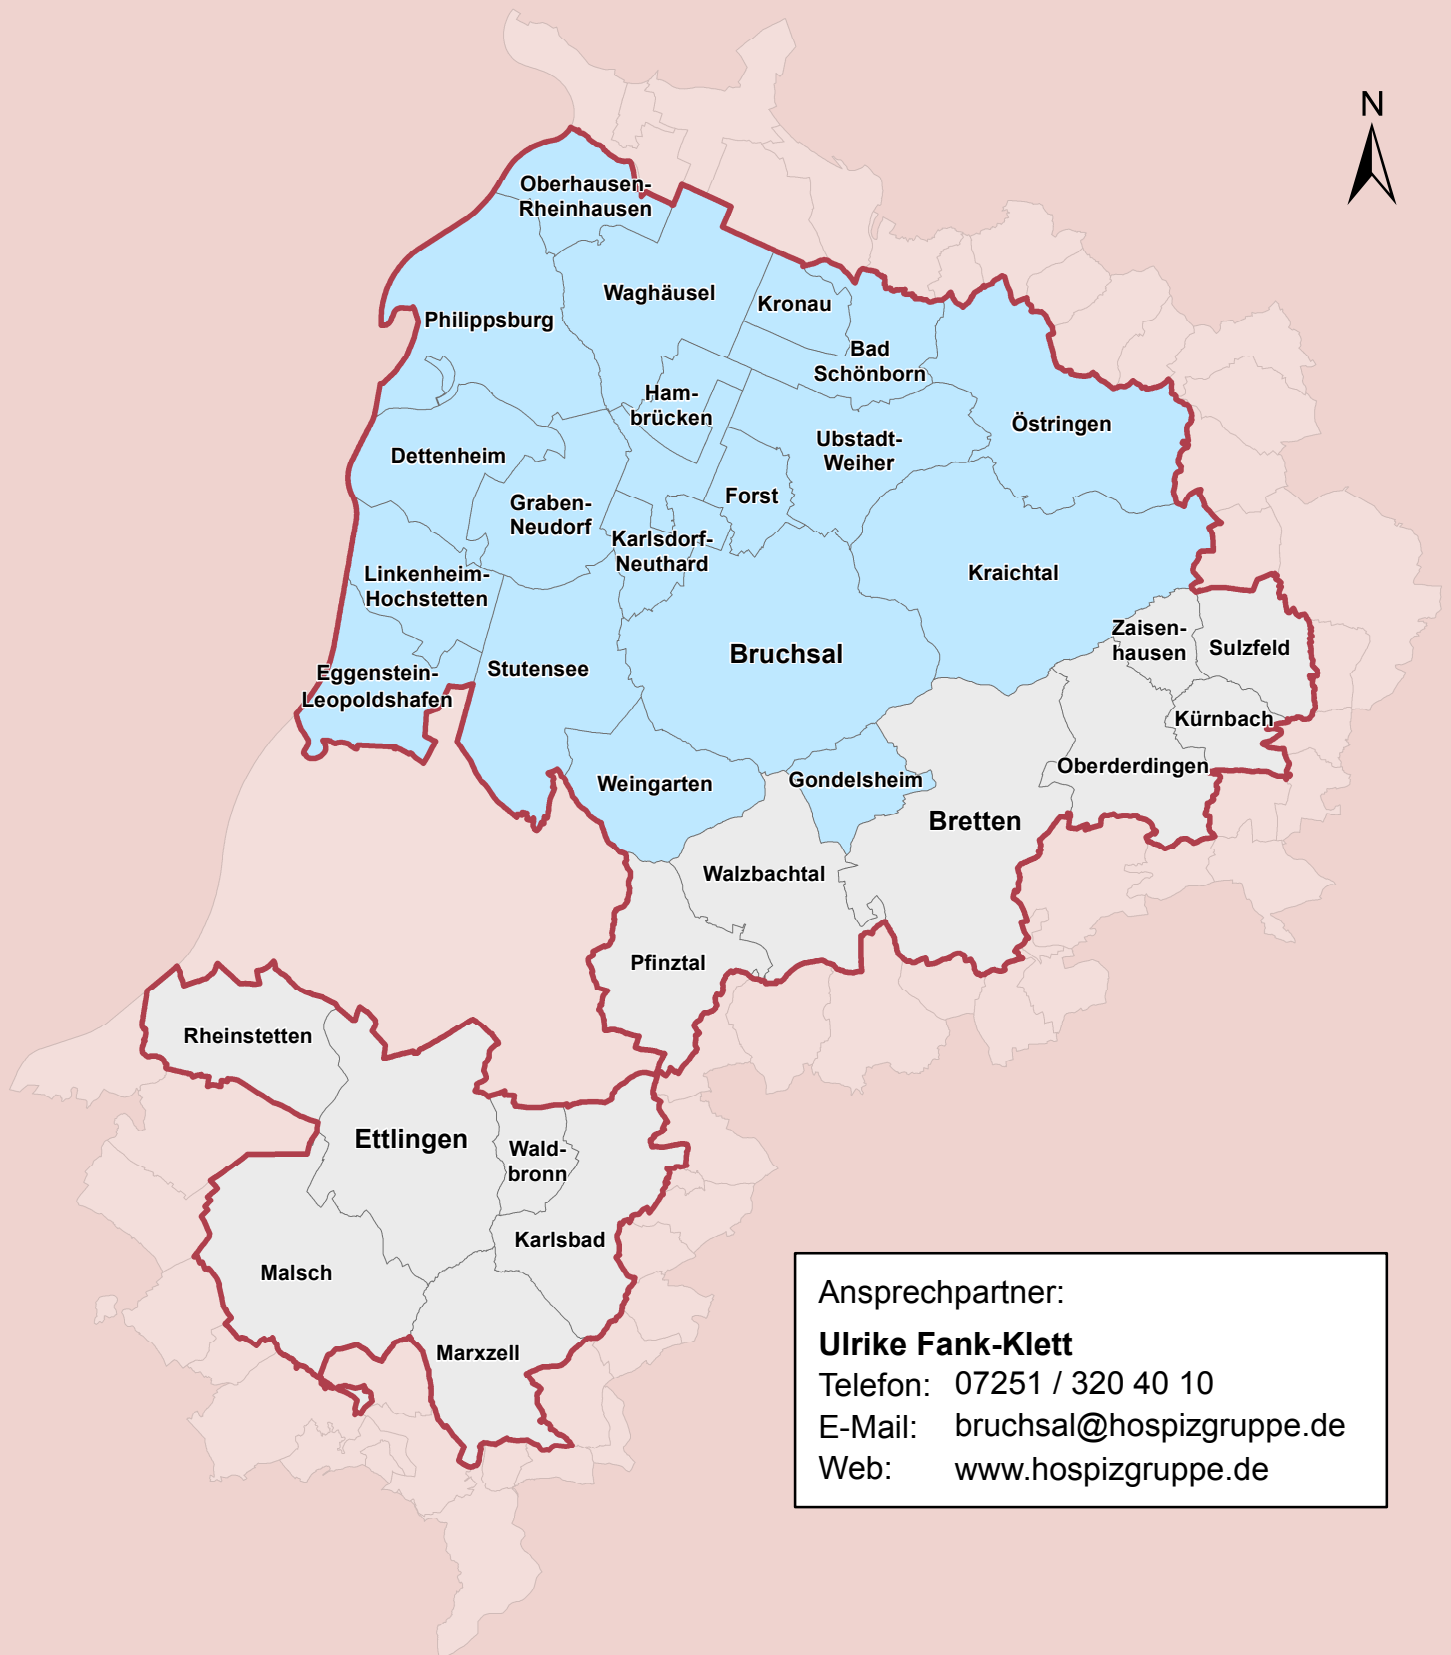 N
Oberhausen-
Rheinhausen
Waghäusel
Kronau
Philippsburg
Bad
Schönborn
Ham-
brücken
Östringen
Ubstadt-
Weiher
Dettenheim
Forst
Graben-
Neudorf
Karlsdorf-
Neuthard
Kraichtal
Linkenheim-
Hochstetten
Zaisen-
hausen
Sulzfeld
Bruchsal
Stutensee
Eggenstein-
Leopoldshafen
Kürnbach
Oberderdingen
Gondelsheim
Weingarten
Bretten
Walzbachtal
Pfinztal
Rheinstetten
Ettlingen
Wald-
bronn
Karlsbad
Malsch
Marxzell
Ansprechpartner:
Ulrike Fank-Klett
Telefon: 07251 / 320 40 10
E-Mail: bruchsal@hospizgruppe.de
Web: www.hospizgruppe.de